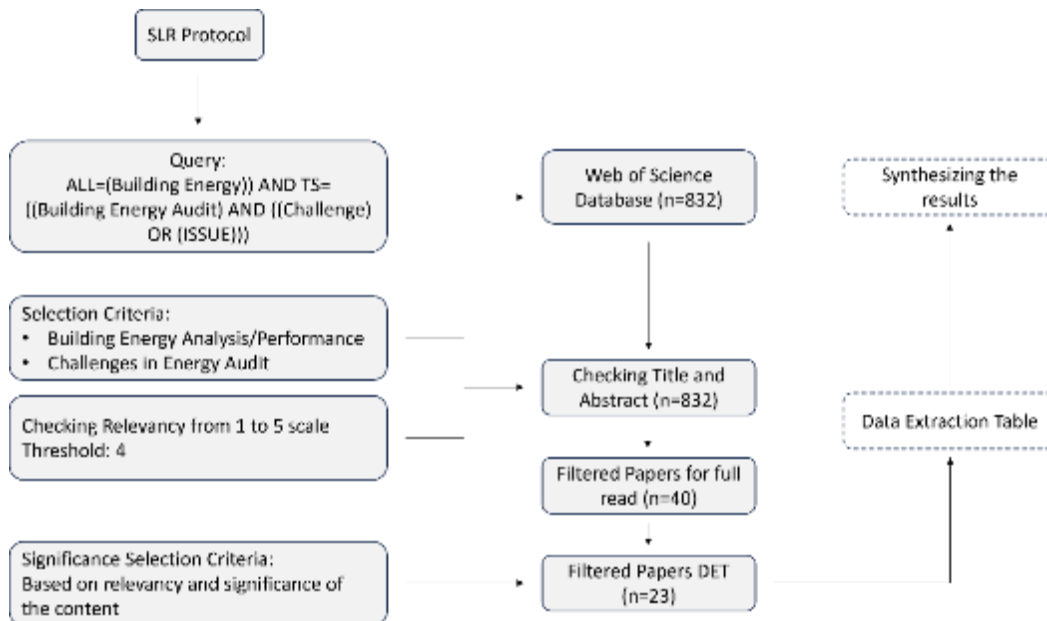 SLR Protocol
Query:
ALL=(Building Energy)) AND TS=
((Building Energy Audit) AND ((Challenge)
OR (ISSUE)))
Web of Science
Database (n=832)
Synthesizing the
results
Selection Criteria:
• Building Energy Analysis/Performance
• Challenges in Energy Audit
Checking Title and
Abstract (n=832)
Checking Relevancy from 1 to 5 scale
Threshold: 4
Data Extraction Table
Filtered Papers for full
read (n=40)
Significance Selection Criteria:
Based on relevancy and significance of
the content
Filtered Papers DET
(n=23)